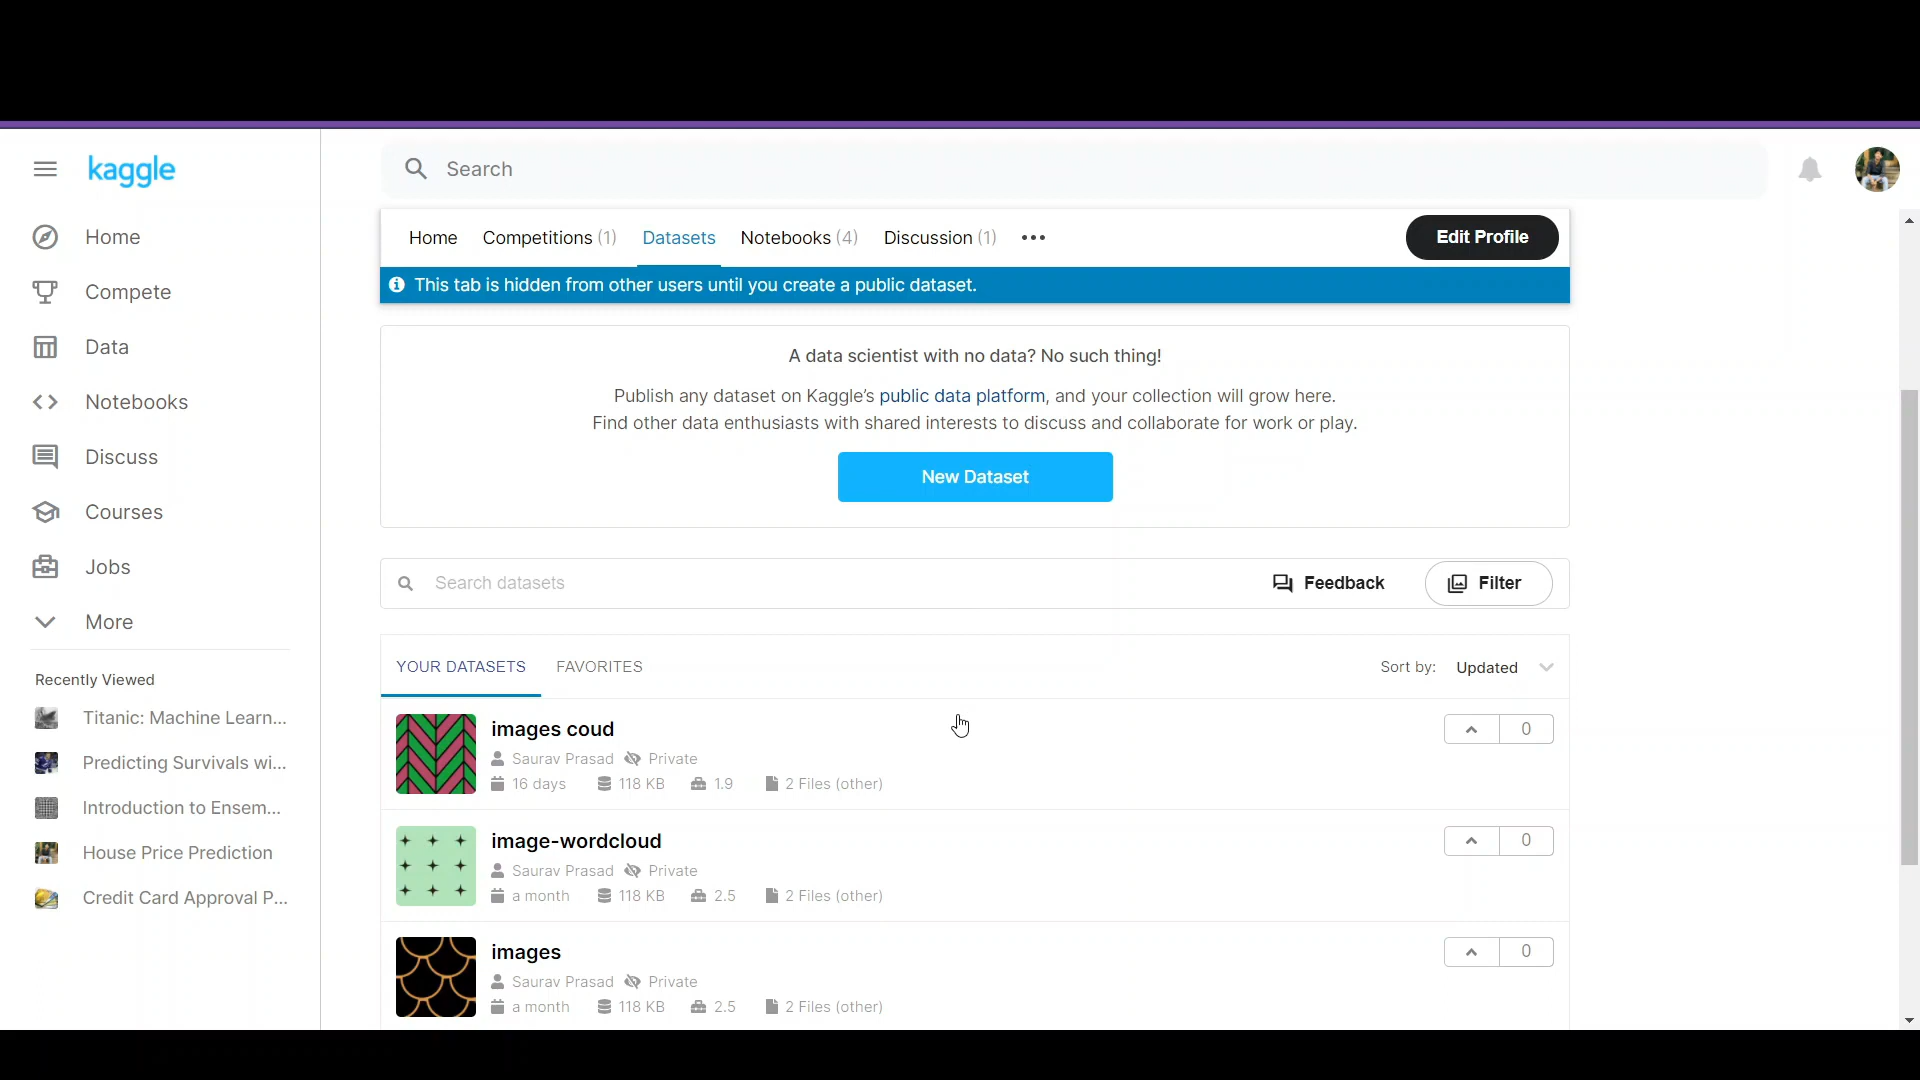 kaggle
Search
Home
Compete
Data
Notebooks
Discuss
Courses
Jobs
More
Recently Viewed
Titanic: Machine Learn...
Predicting Survivals wi...
Introduction to Ensem...
House Price Prediction
Credit Card Approval P...
Home Competitions (1) Datasets Notebooks (4) Discussion (1) ••• Edit Profile
This tab is hidden from other users until you create a public dataset.
A data scientist with no data? No such thing!
Publish any dataset on Kaggle's public data platform, and your collection will grow here.
Find other data enthusiasts with shared interests to discuss and collaborate for work or play.
New Dataset
Search datasets Feedback Filter
YOUR DATASETS FAVORITES Sort by: Updated
images coud 0
Saurav Prasad Private
16 days 118 KB 1.9 2 Files (other)
image-wordcloud 0
Saurav Prasad Private
a month 118 KB 2.5 2 Files (other)
images 0
Saurav Prasad Private
a month 118 KB 2.5 2 Files (other)